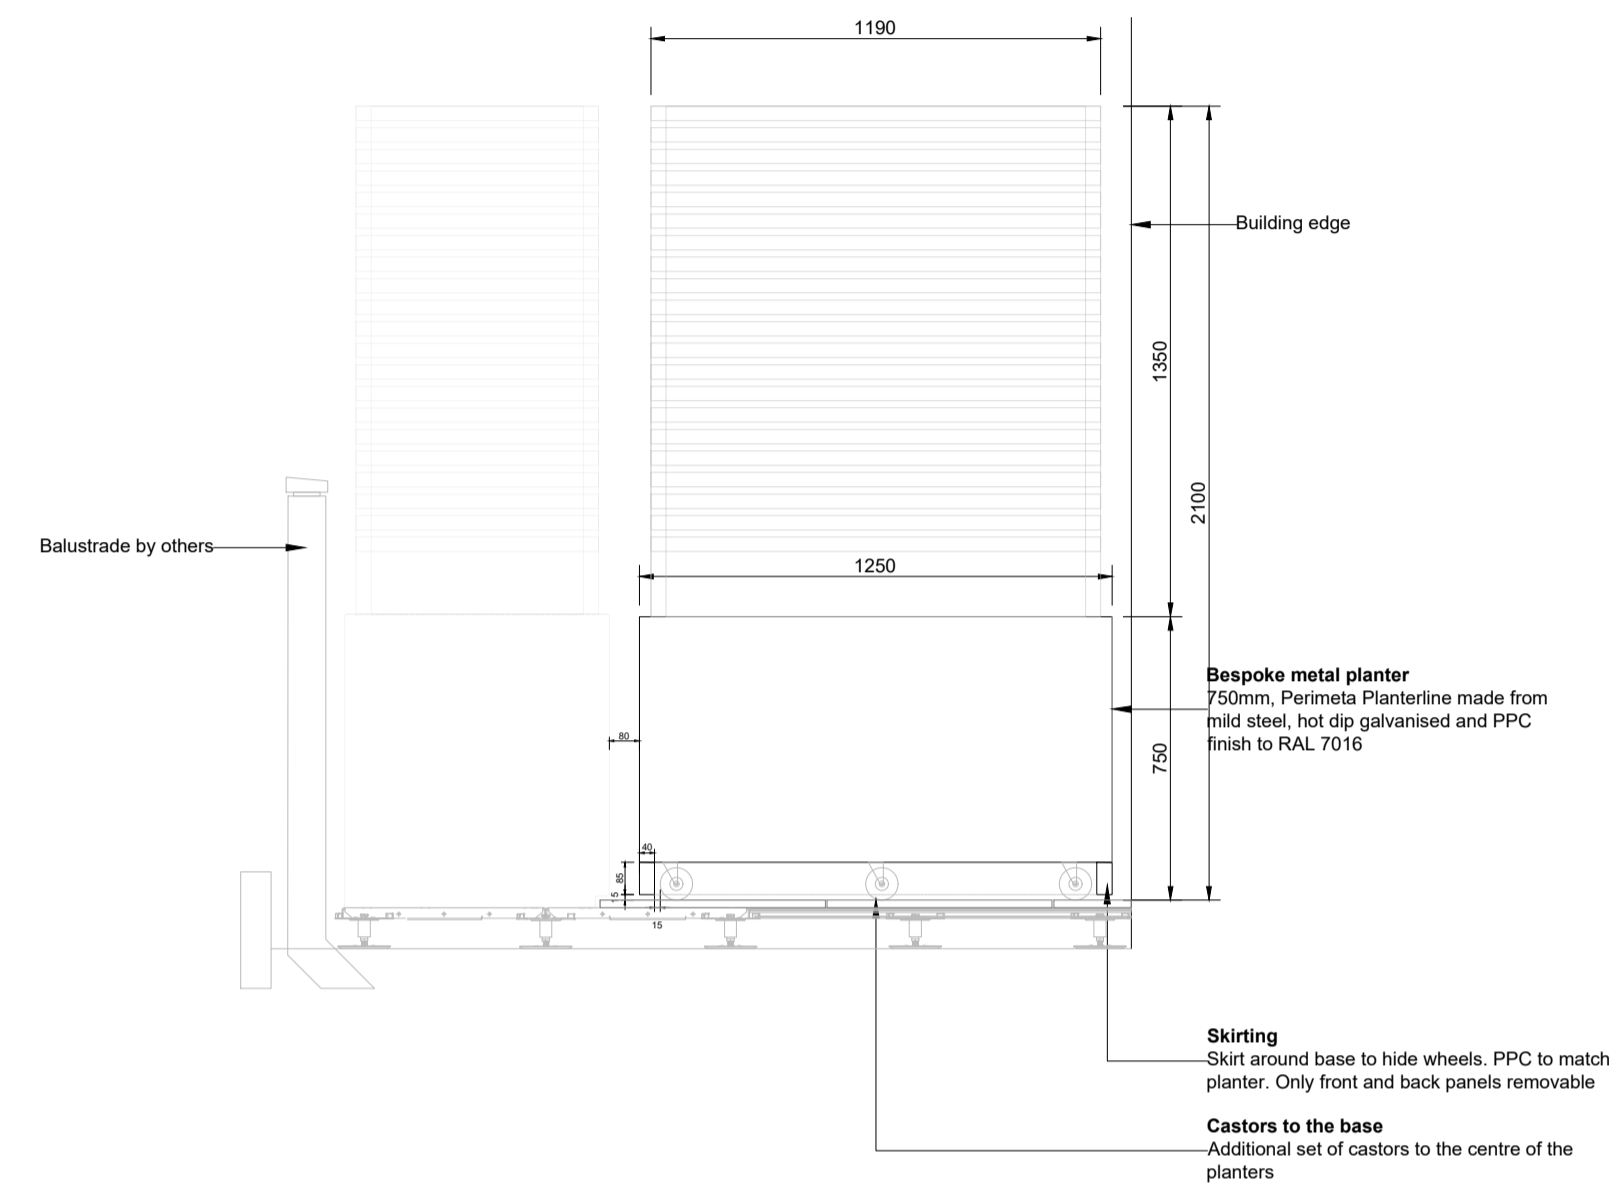 1190
Building edge
1350
2100
Balustrade by others
1250
Bespoke metal planter
750mm, Perimeta Planterline made from
mild steel, hot dip galvanised and PPC
finish to RAL 7016
80
750
40
85
15
15
Skirting
Skirt around base to hide wheels. PPC to match
planter. Only front and back panels removable
Castors to the base
Additional set of castors to the centre of the
planters